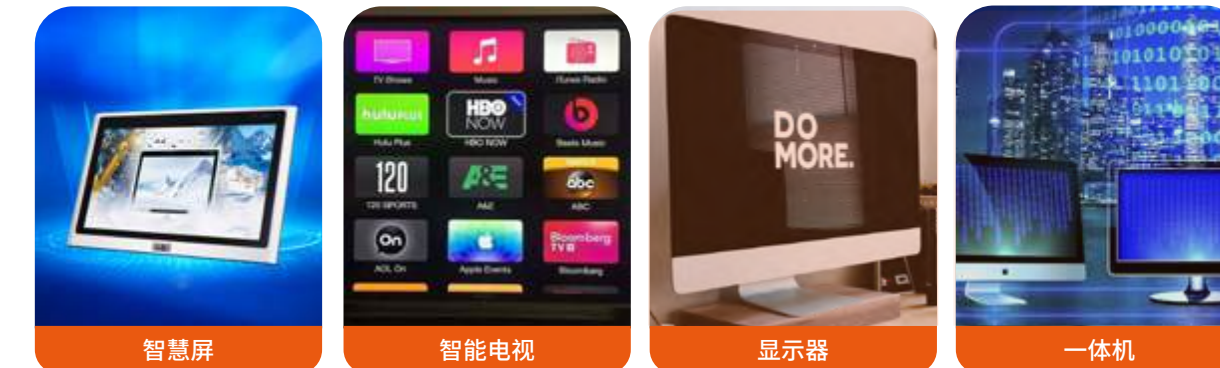 智慧屏
智能电视
显示器
一体机
TV Shows
Music
iTunes Radio
hulu PLUS
HBO
NOW
Hulu Plus
HBO NOW
Beats Music
120
A&E
abc
120 SPORTS
A&E
ABC
On
Bloomberg
TV
AOL On
Apple Events
Bloomberg
DO
MORE.